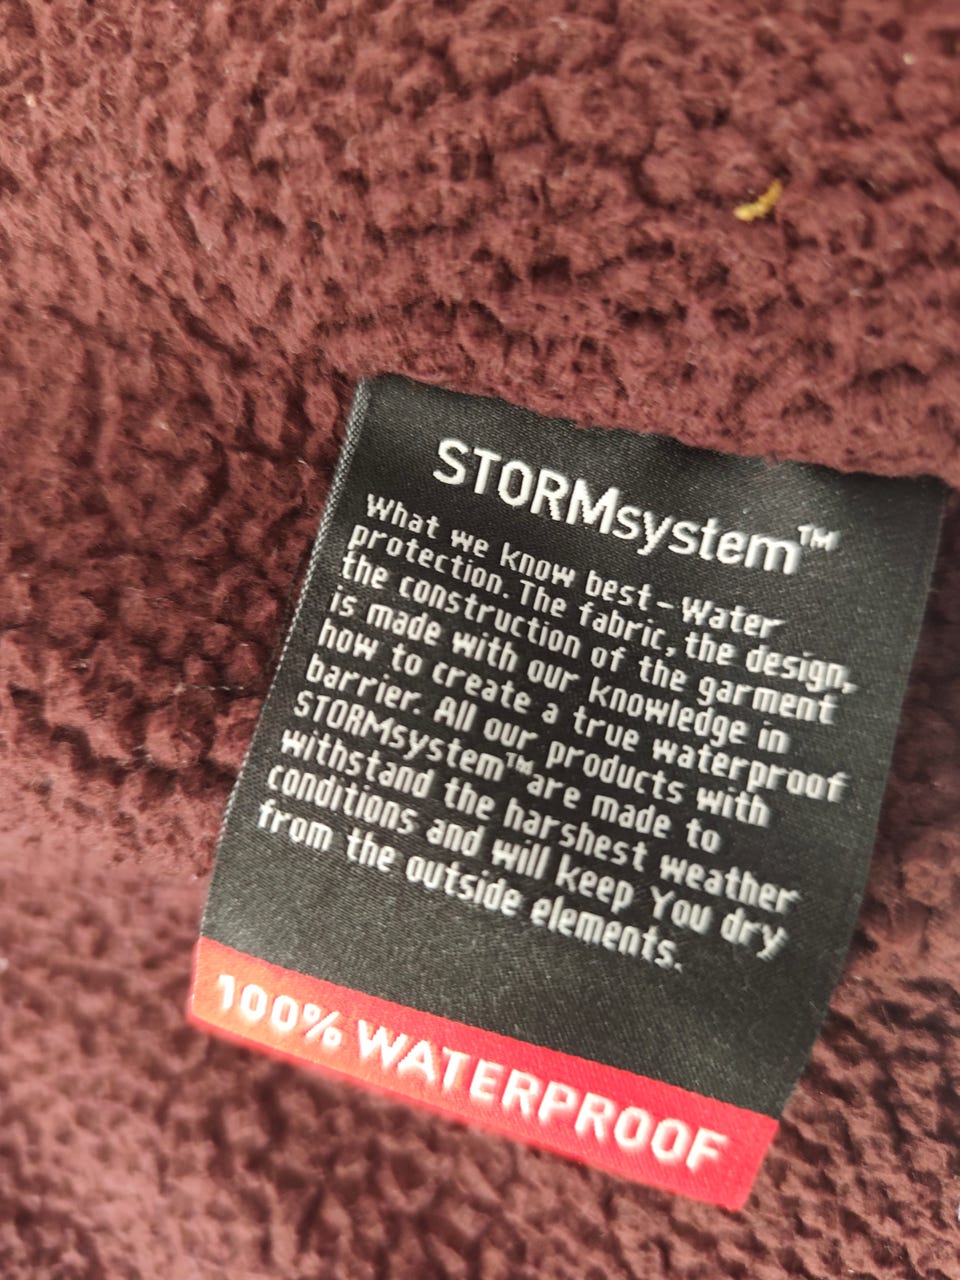 STORMsystem™
What we know best - Water
protection. The fabric, the design,
the construction of the garment
is made with our knowledge in
how to create a true waterproof
barrier. All our products with
STORMsystem™ are made to
withstand the harshest weather
conditions and will keep You dry
from the outside elements.
100% WATERPROOF